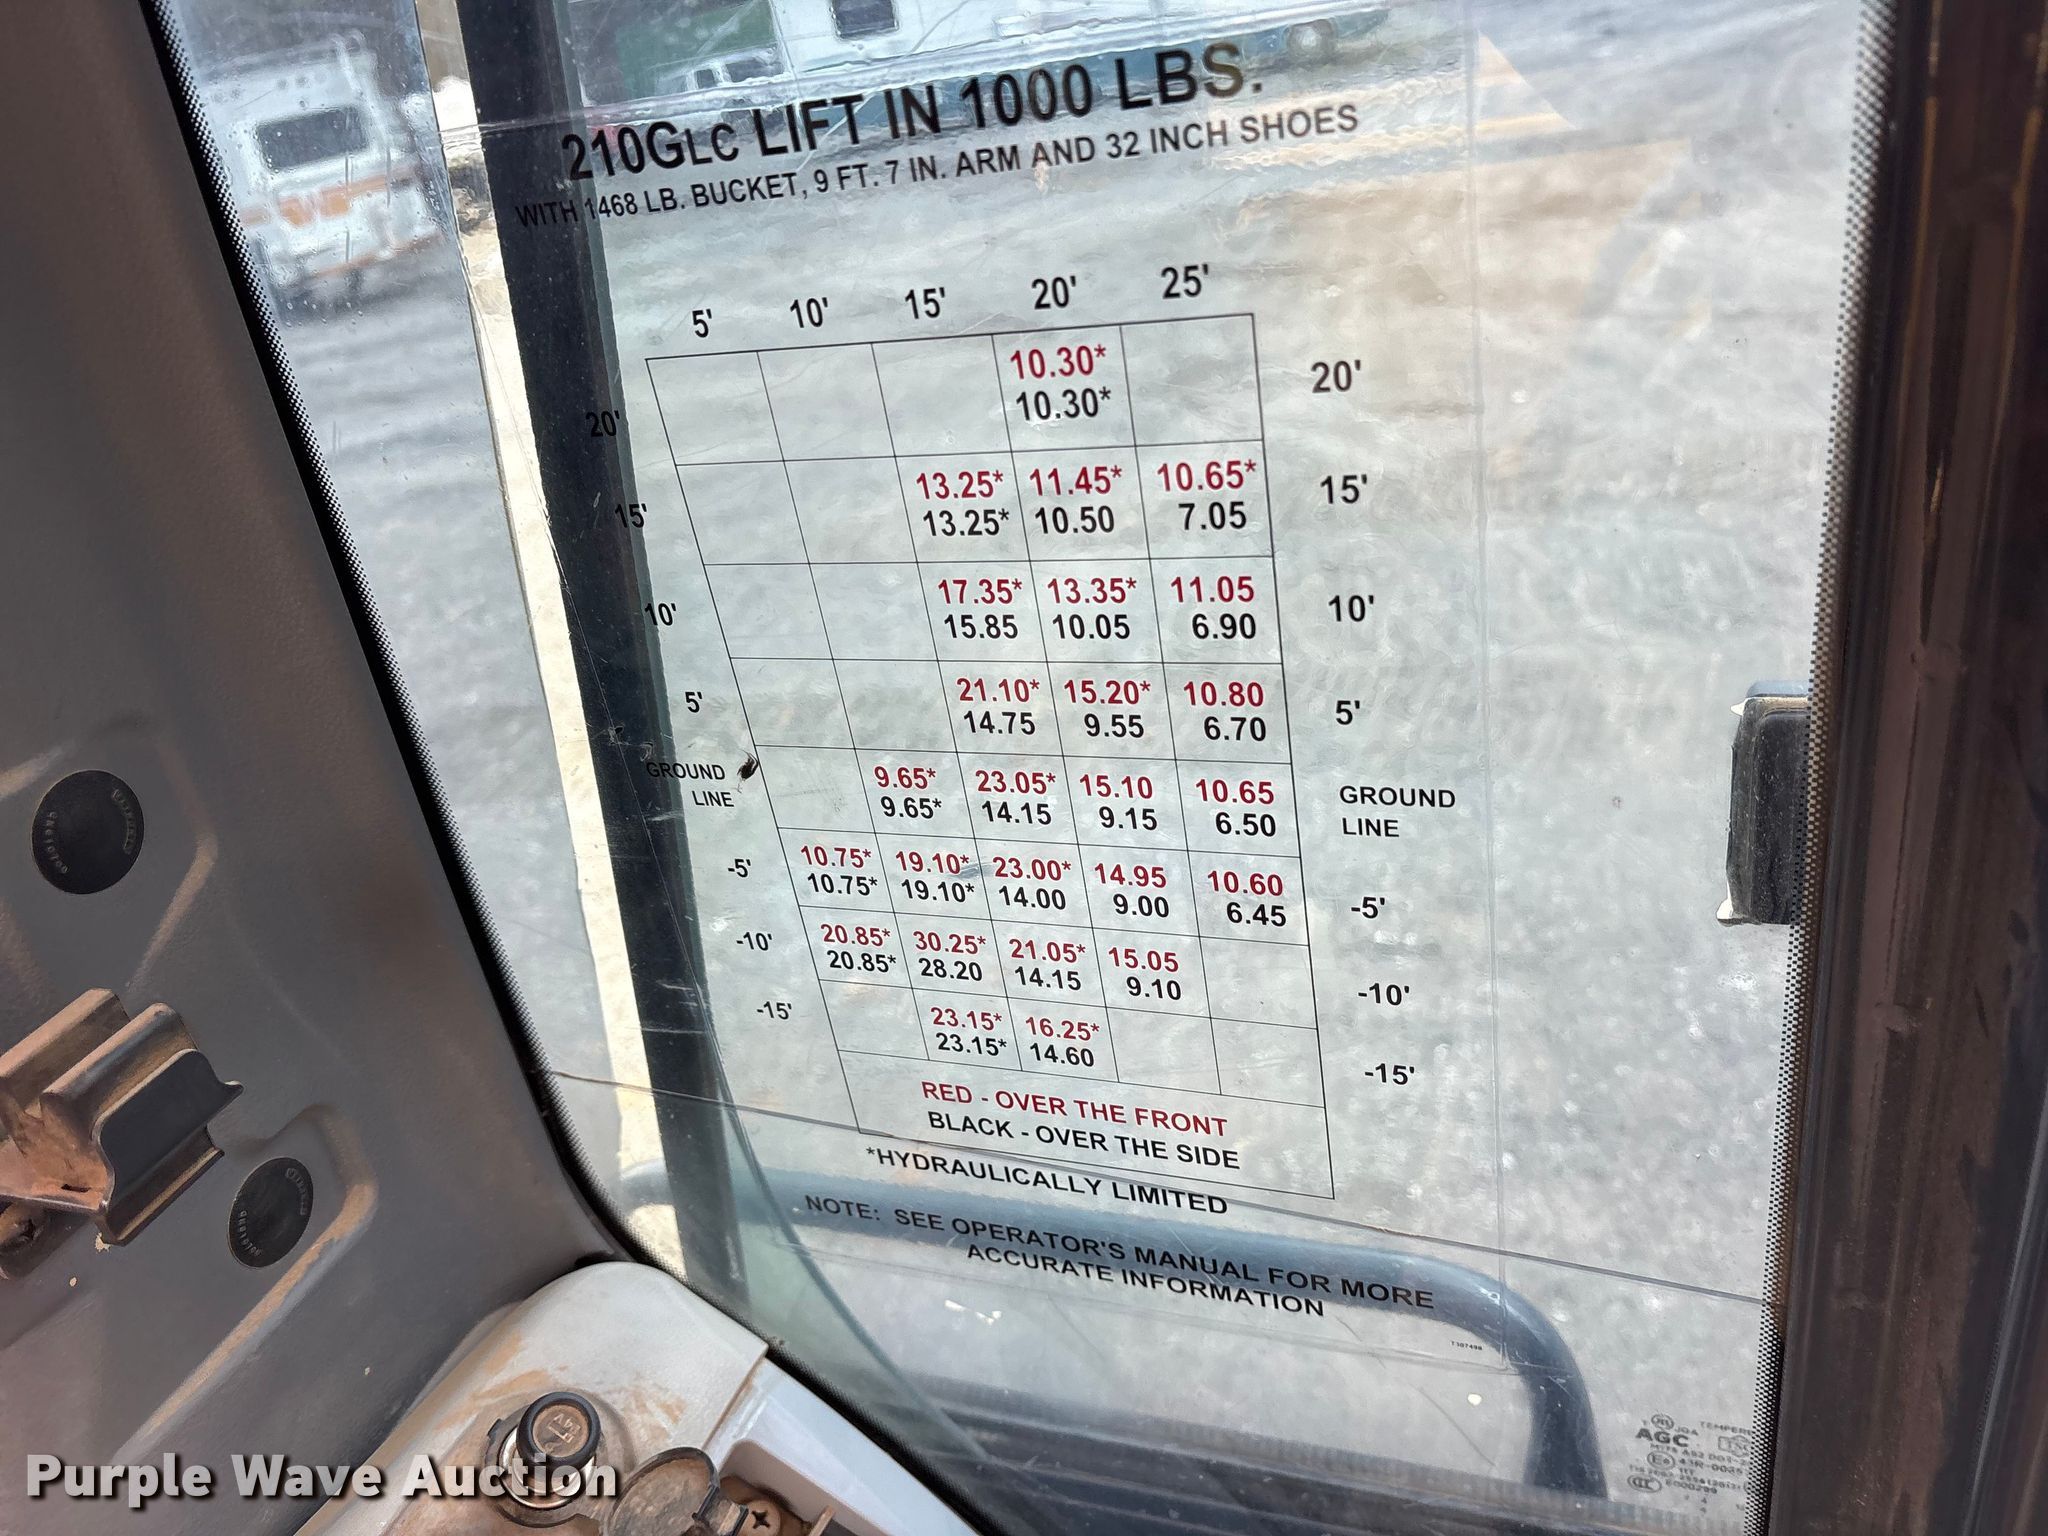 210GLC LIFT IN 1000 LBS.
WITH 1468 LB. BUCKET, 9 FT. 7 IN. ARM AND 32 INCH SHOES
5' 10' 15' 20' 25'
20' 10.30* 20'
10.30*
15' 13.25* 11.45* 10.65* 15'
13.25* 10.50 7.05
10' 17.35* 13.35* 11.05 10'
15.85 10.05 6.90
5' 21.10* 15.20* 10.80 5'
14.75 9.55 6.70
GROUND 9.65* 23.05* 15.10 10.65 GROUND
LINE 9.65* 14.15 9.15 6.50 LINE
-5' 10.75* 19.10* 23.00* 14.95 10.60 -5'
10.75* 19.10* 14.00 9.00 6.45
-10' 20.85* 30.25* 21.05* 15.05 -10'
20.85* 28.20 14.15 9.10
-15' 23.15* 16.25* -15'
23.15* 14.60
RED - OVER THE FRONT
BLACK - OVER THE SIDE
*HYDRAULICALLY LIMITED
NOTE: SEE OPERATOR'S MANUAL FOR MORE
ACCURATE INFORMATION
T307498
AGC
24V
Purple Wave Auction